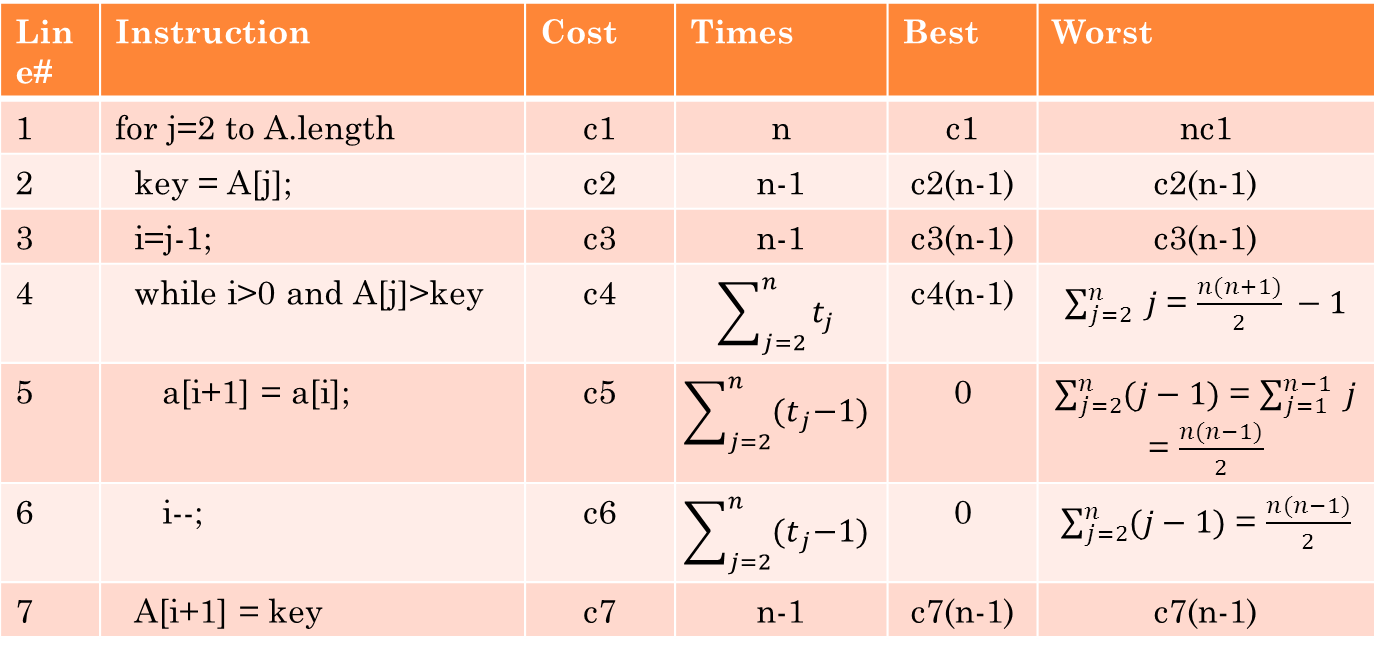 Lin Instruction Cost Times Best Worst
e#
1 for j=2 to A.length c1 n c1 nc1
2 key = A[j]; c2 n-1 c2(n-1) c2(n-1)
3 i=j-1; c3 n-1 c3(n-1) c3(n-1)
4 while i>0 and A[j]>key c4 ∑_{j=2}^{n} t_j c4(n-1) ∑_{j=2}^{n} j = \frac{n(n+1)}{2} − 1
5 a[i+1] = a[i]; c5 ∑_{j=2}^{n} (t_j−1) 0 ∑_{j=2}^{n}(j − 1) = ∑_{j=1}^{n−1} j
= \frac{n(n−1)}{2}
6 i--; c6 ∑_{j=2}^{n} (t_j−1) 0 ∑_{j=2}^{n}(j − 1) = \frac{n(n−1)}{2}
7 A[i+1] = key c7 n-1 c7(n-1) c7(n-1)